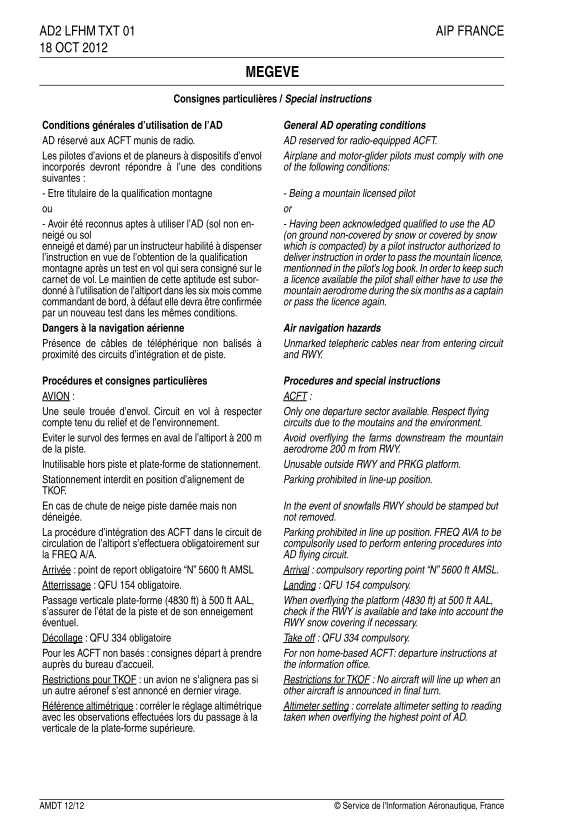 AD2 LFHM TXT 01
AIP FRANCE
18 OCT 2012
MEGEVE
Consignes particulières / Special instructions
Conditions générales d'utilisation de l'AD
AD réservé aux ACFT munis de radio.
Les pilotes d'avions et de planeurs à dispositifs d'envol
incorporés devront répondre à l'une des conditions
suivantes :
- Etre titulaire de la qualification montagne
ou
- Avoir été reconnus aptes à utiliser l'AD (sol non en-
neigé ou sol
enneigé et damé) par un instructeur habilité à dispenser
l'instruction en vue de l'obtention de la qualification
montagne après un test en vol qui sera consigné sur le
carnet de vol. Le maintien de cette aptitude est subor-
donné à l'utilisation de l'altiport dans les six mois comme
commandant de bord, à défaut elle devra être confirmée
par un nouveau test dans les mêmes conditions.
Dangers à la navigation aérienne
Présence de câbles de téléphérique non balisés à
proximité des circuits d'intégration et de piste.
Procédures et consignes particulières
AVION :
Une seule trouée d'envol. Circuit en vol à respecter
compte tenu du relief et de l'environnement.
Eviter le survol des fermes en aval de l'altiport à 200 m
de la piste.
Inutilisable hors piste et plate-forme de stationnement.
Stationnement interdit en position d'alignement de
TKOF.
En cas de chute de neige piste damée mais non
déneigée.
La procédure d'intégration des ACFT dans le circuit de
circulation de l'altiport s'effectuera obligatoirement sur
la FREQ A/A.
Arrivée : point de report obligatoire "N" 5600 ft AMSL
Atterrissage : QFU 154 obligatoire.
Passage verticale plate-forme (4830 ft) à 500 ft AAL,
s'assurer de l'état de la piste et de son enneigement
éventuel.
Décollage : QFU 334 obligatoire
Pour les ACFT non basés : consignes départ à prendre
auprès du bureau d'accueil.
Restrictions pour TKOF : un avion ne s'alignera pas si
un autre aéronef s'est annoncé en dernier virage.
Référence altimétrique : corréler le réglage altimétrique
avec les observations effectuées lors du passage à la
verticale de la plate-forme supérieure.
General AD operating conditions
AD reserved for radio-equipped ACFT.
Airplane and motor-glider pilots must comply with one
of the following conditions:
- Being a mountain licensed pilot
or
- Having been acknowledged qualified to use the AD
(on ground non-covered by snow or covered by snow
which is compacted) by a pilot instructor authorized to
deliver instruction in order to pass the mountain licence,
mentionned in the pilot's log book. In order to keep such
a licence available the pilot shall either have to use the
mountain aerodrome during the six months as a captain
or pass the licence again.
Air navigation hazards
Unmarked telepheric cables near from entering circuit
and RWY.
Procedures and special instructions
ACFT :
Only one departure sector available. Respect flying
circuits due to the moutains and the environment.
Avoid overflying the farms downstream the mountain
aerodrome 200 m from RWY.
Unusable outside RWY and PRKG platform.
Parking prohibited in line-up position.
In the event of snowfalls RWY should be stamped but
not removed.
Parking prohibited in line up position. FREQ AVA to be
compulsorily used to perform entering procedures into
AD flying circuit.
Arrival : compulsory reporting point "N" 5600 ft AMSL.
Landing : QFU 154 compulsory.
When overflying the platform (4830 ft) at 500 ft AAL,
check if the RWY is available and take into account the
RWY snow covering if necessary.
Take off : QFU 334 compulsory.
For non home-based ACFT: departure instructions at
the information office.
Restrictions for TKOF : No aircraft will line up when an
other aircraft is announced in final turn.
Altimeter setting : correlate altimeter setting to reading
taken when overflying the highest point of AD.
AMDT 12/12
© Service de l'Information Aéronautique, France